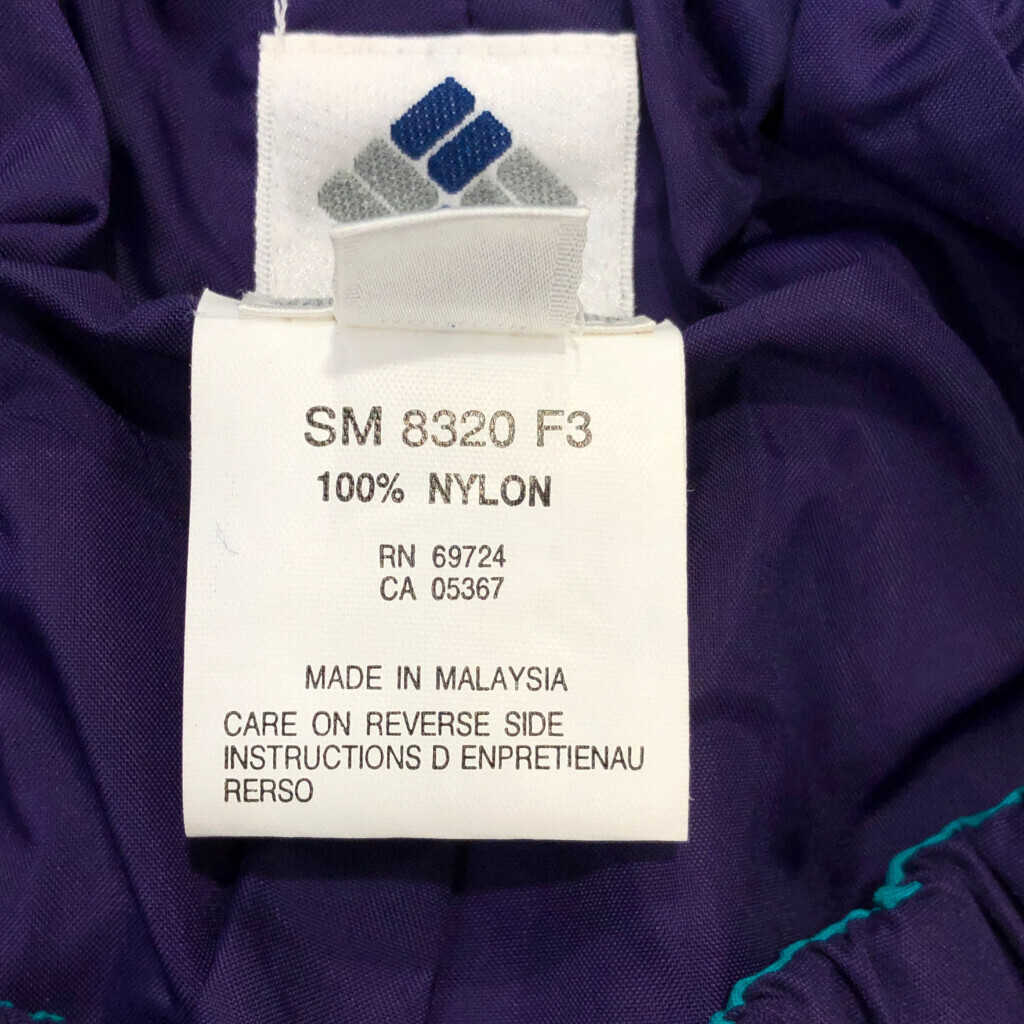 SM 8320 F3
100% NYLON
RN 69724
CA 05367
MADE IN MALAYSIA
CARE ON REVERSE SIDE
INSTRUCTIONS D ENPRETIENAU
RERSO